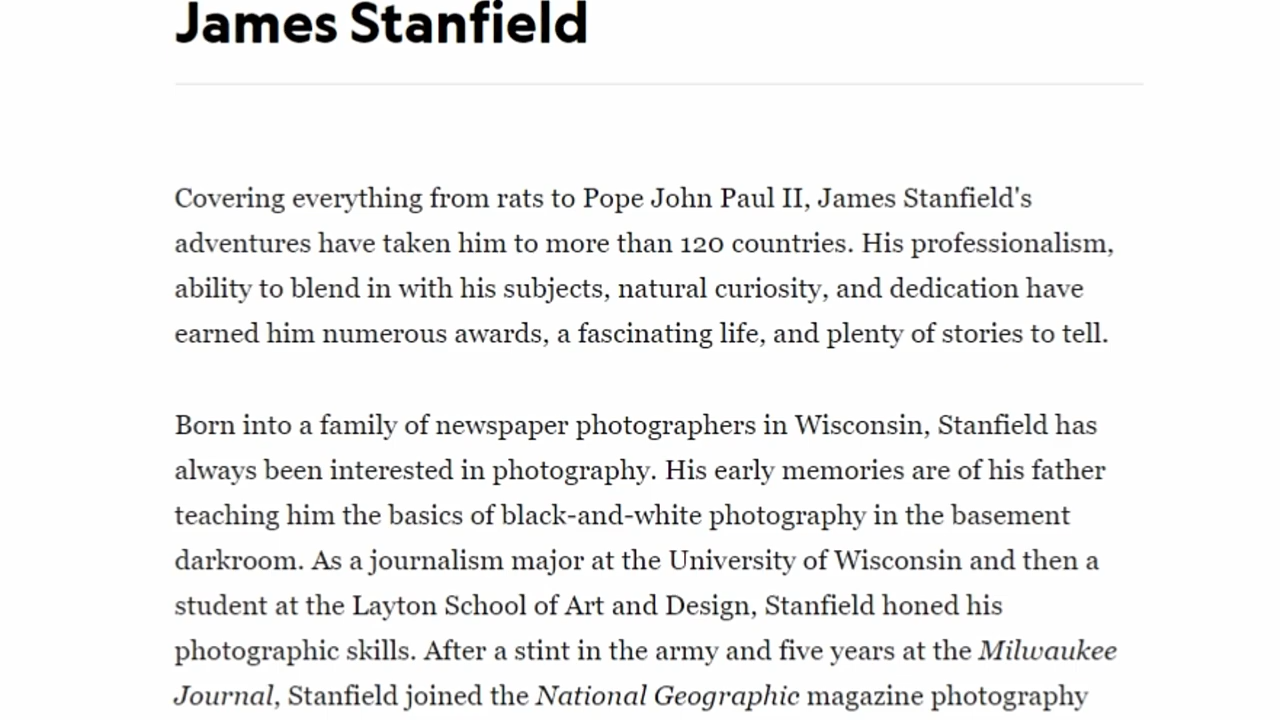 James Stanfield
Covering everything from rats to Pope John Paul II, James Stanfield's
adventures have taken him to more than 120 countries. His professionalism,
ability to blend in with his subjects, natural curiosity, and dedication have
earned him numerous awards, a fascinating life, and plenty of stories to tell.
Born into a family of newspaper photographers in Wisconsin, Stanfield has
always been interested in photography. His early memories are of his father
teaching him the basics of black-and-white photography in the basement
darkroom. As a journalism major at the University of Wisconsin and then a
student at the Layton School of Art and Design, Stanfield honed his
photographic skills. After a stint in the army and five years at the Milwaukee
Journal, Stanfield joined the National Geographic magazine photography